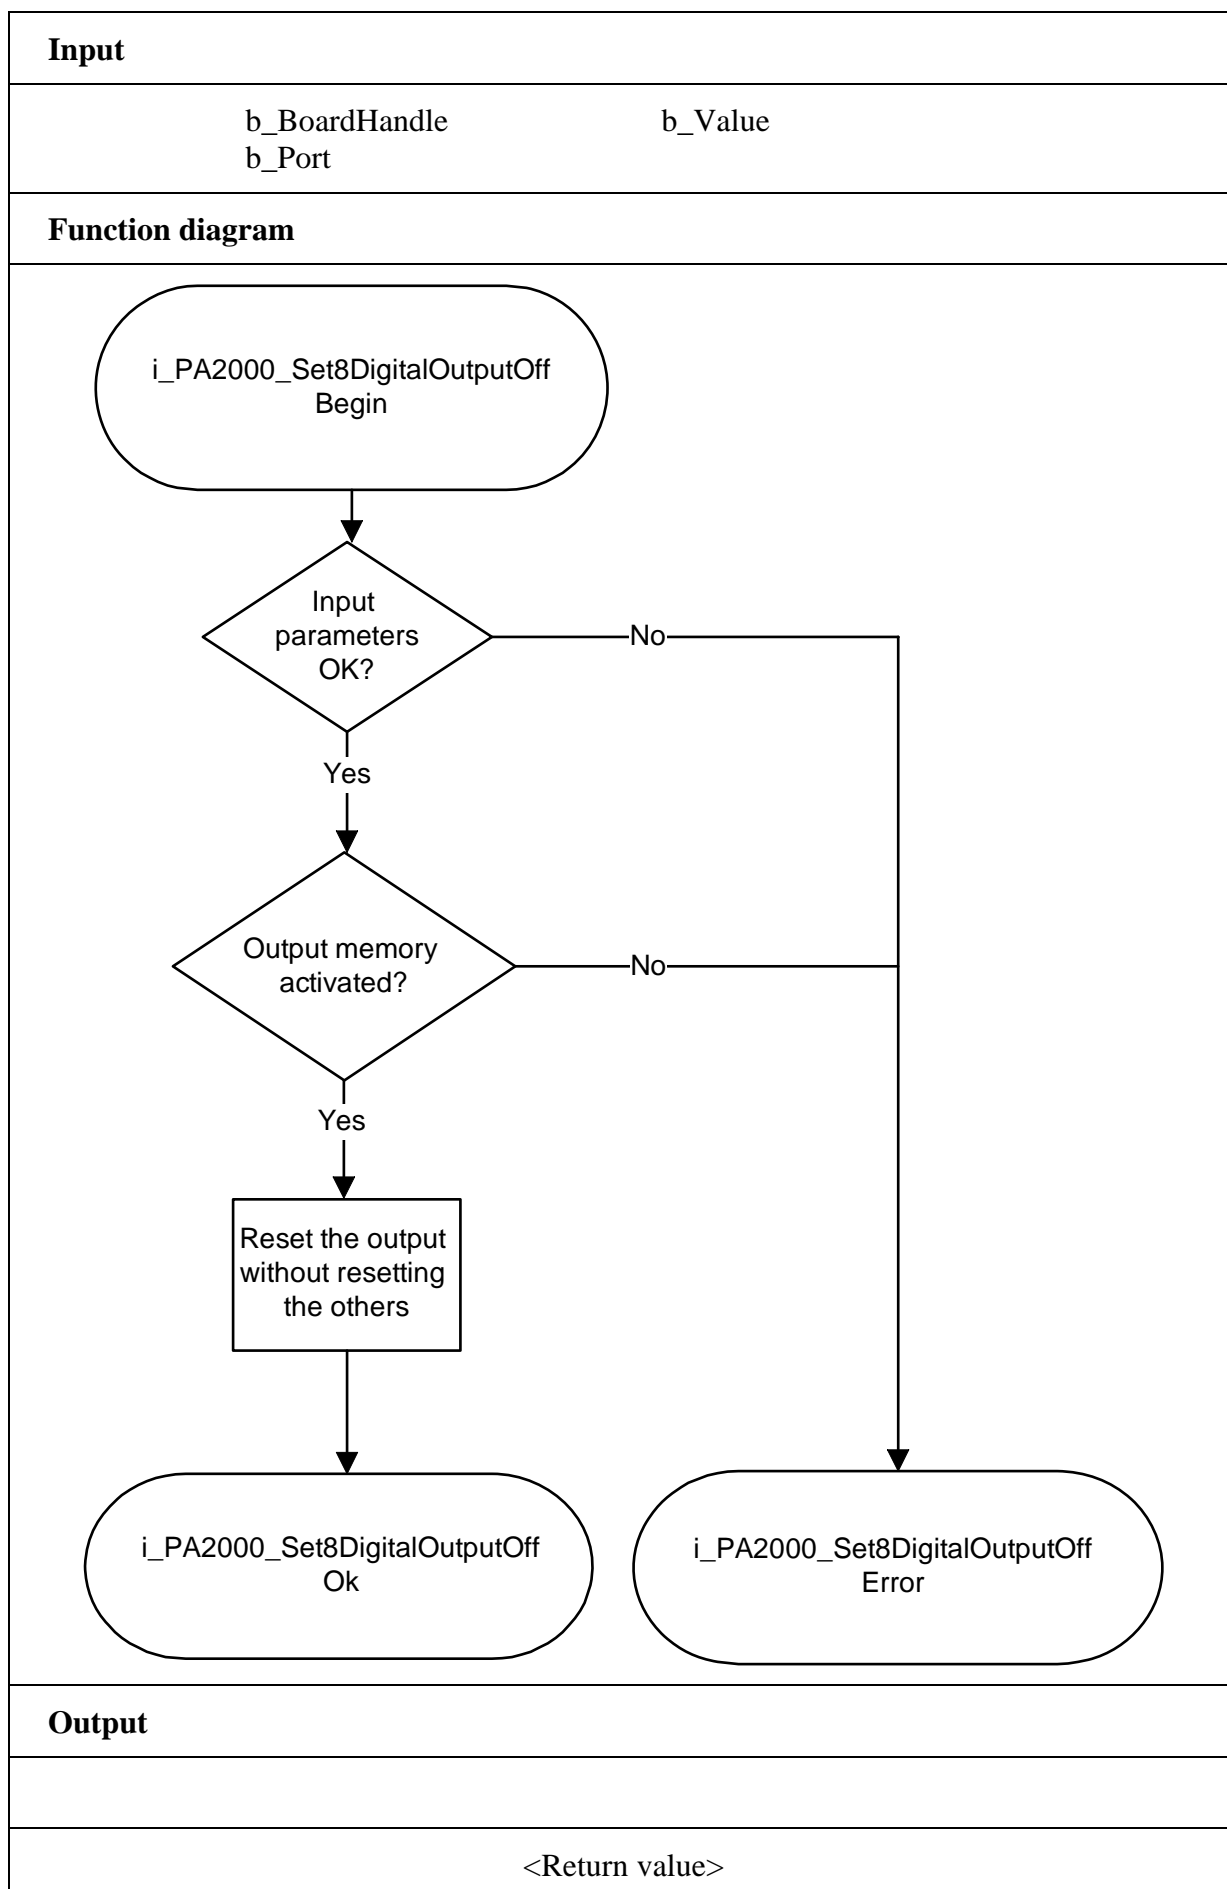 Input
b_BoardHandle b_Value
b_Port
Function diagram
i_PA2000_Set8DigitalOutputOff
Begin
Input
parameters
OK?
No
Yes
Output memory
activated?
No
Yes
Reset the output
without resetting
the others
i_PA2000_Set8DigitalOutputOff
Ok
i_PA2000_Set8DigitalOutputOff
Error
Output
<Return value>